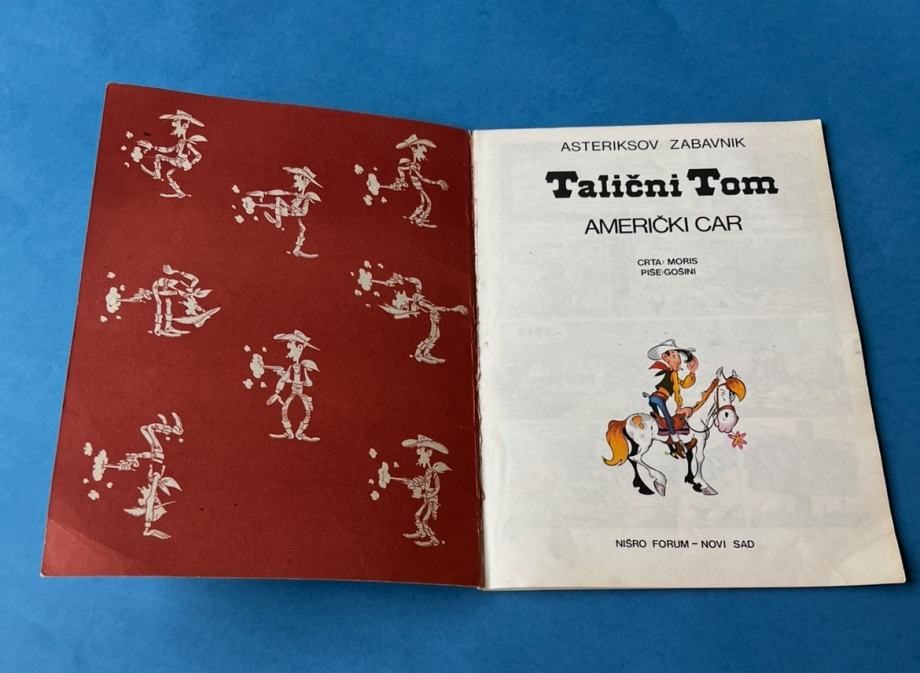 ASTERIKSOV ZABAVNIK
Talični Tom
AMERIČKI CAR
CRTA: MORIS
PIŠE: GOŠINI
NIŠRO FORUM – NOVI SAD